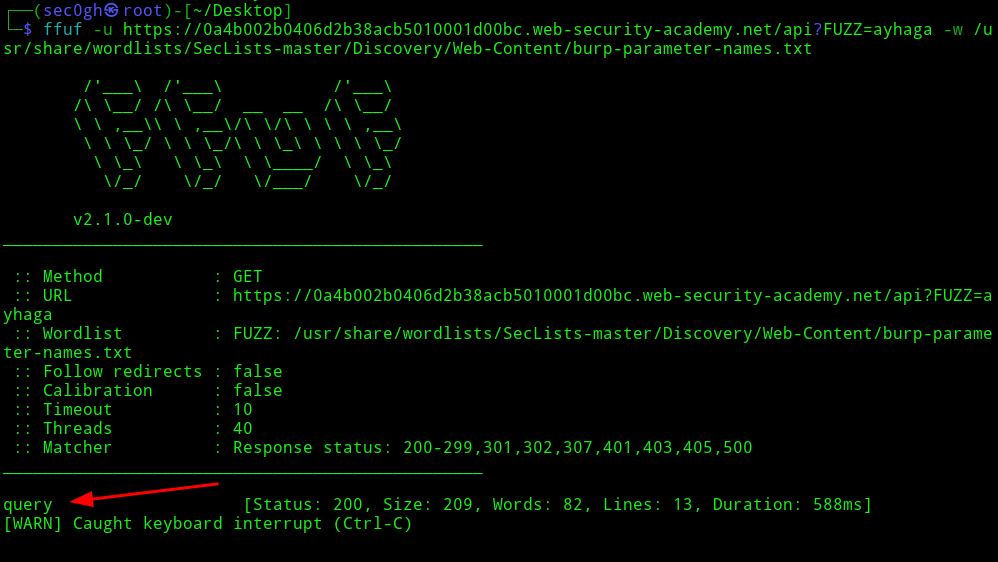 ┌──(sec0gh㉿root)-[~/Desktop]
└─$ ffuf -u https://0a4b002b0406d2b38acb5010001d00bc.web-security-academy.net/api?FUZZ=ayhaga -w /u
sr/share/wordlists/SecLists-master/Discovery/Web-Content/burp-parameter-names.txt
        /'___\  /'___\           /'___\
       /\ \__/ /\ \__/  __  __  /\ \__/
       \ \ ,__\\ \ ,__\/\ \/\ \ \ \ ,__\
        \ \ \_/ \ \ \_/\ \ \_\ \ \ \ \_/
         \ \_\   \ \_\  \ \____/  \ \_\
          \/_/    \/_/   \/___/    \/_/
       v2.1.0-dev
________________________________________________
 :: Method           : GET
 :: URL              : https://0a4b002b0406d2b38acb5010001d00bc.web-security-academy.net/api?FUZZ=a
yhaga
 :: Wordlist         : FUZZ: /usr/share/wordlists/SecLists-master/Discovery/Web-Content/burp-parame
ter-names.txt
 :: Follow redirects : false
 :: Calibration      : false
 :: Timeout          : 10
 :: Threads          : 40
 :: Matcher          : Response status: 200-299,301,302,307,401,403,405,500
________________________________________________
query                   [Status: 200, Size: 209, Words: 82, Lines: 13, Duration: 588ms]
[WARN] Caught keyboard interrupt (Ctrl-C)